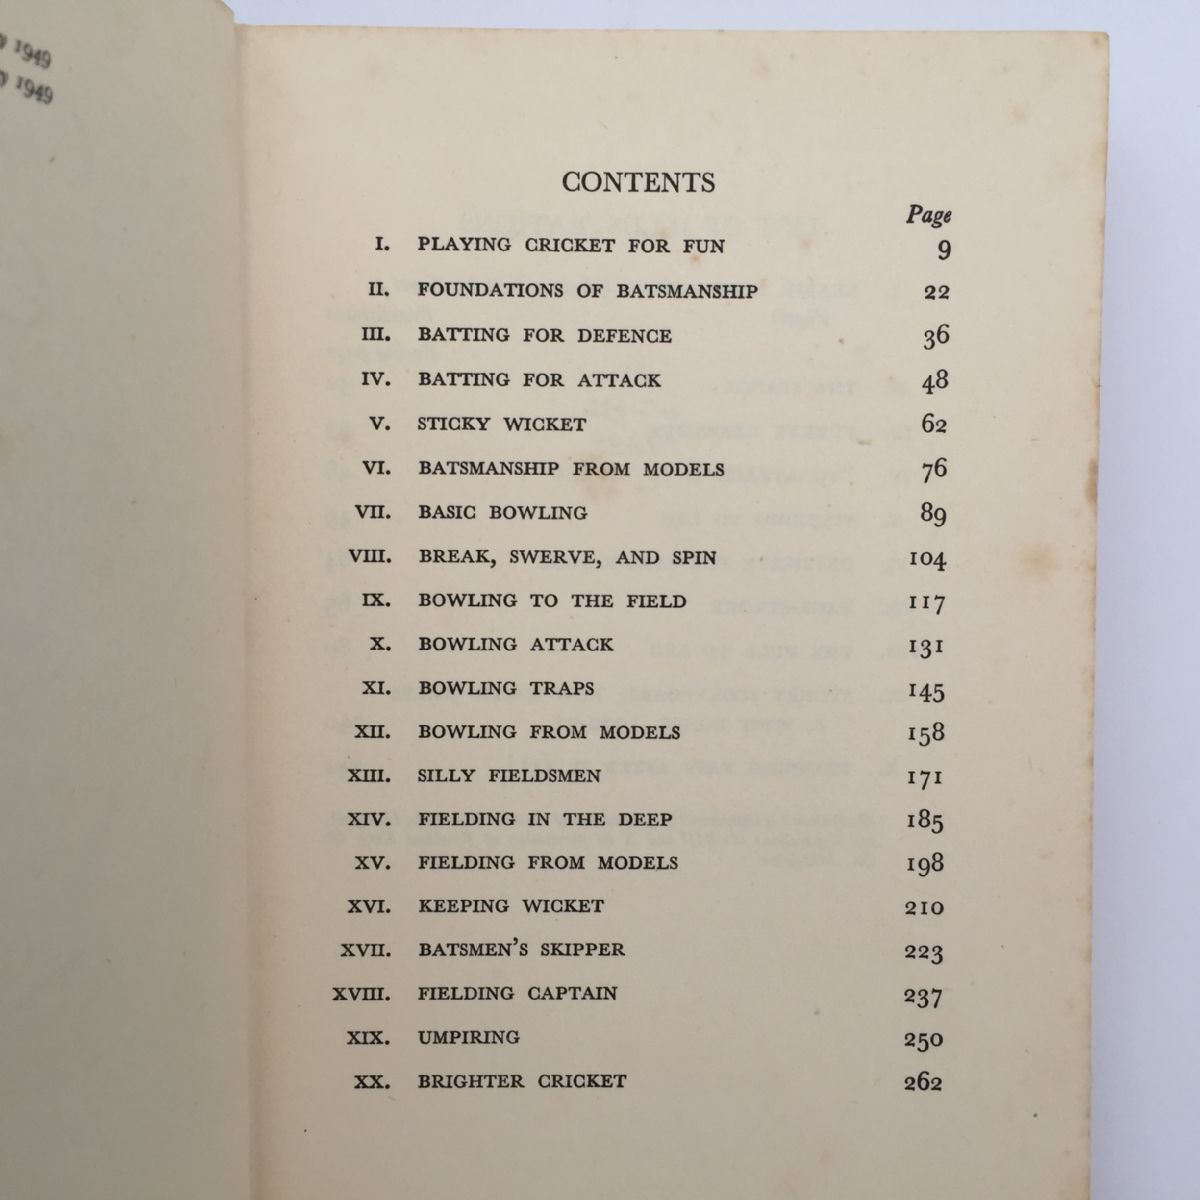 1949
1949
CONTENTS
Page
I. PLAYING CRICKET FOR FUN 9
II. FOUNDATIONS OF BATSMANSHIP 22
III. BATTING FOR DEFENCE 36
IV. BATTING FOR ATTACK 48
V. STICKY WICKET 62
VI. BATSMANSHIP FROM MODELS 76
VII. BASIC BOWLING 89
VIII. BREAK, SWERVE, AND SPIN 104
IX. BOWLING TO THE FIELD 117
X. BOWLING ATTACK 131
XI. BOWLING TRAPS 145
XII. BOWLING FROM MODELS 158
XIII. SILLY FIELDSMEN 171
XIV. FIELDING IN THE DEEP 185
XV. FIELDING FROM MODELS 198
XVI. KEEPING WICKET 210
XVII. BATSMEN'S SKIPPER 223
XVIII. FIELDING CAPTAIN 237
XIX. UMPIRING 250
XX. BRIGHTER CRICKET 262